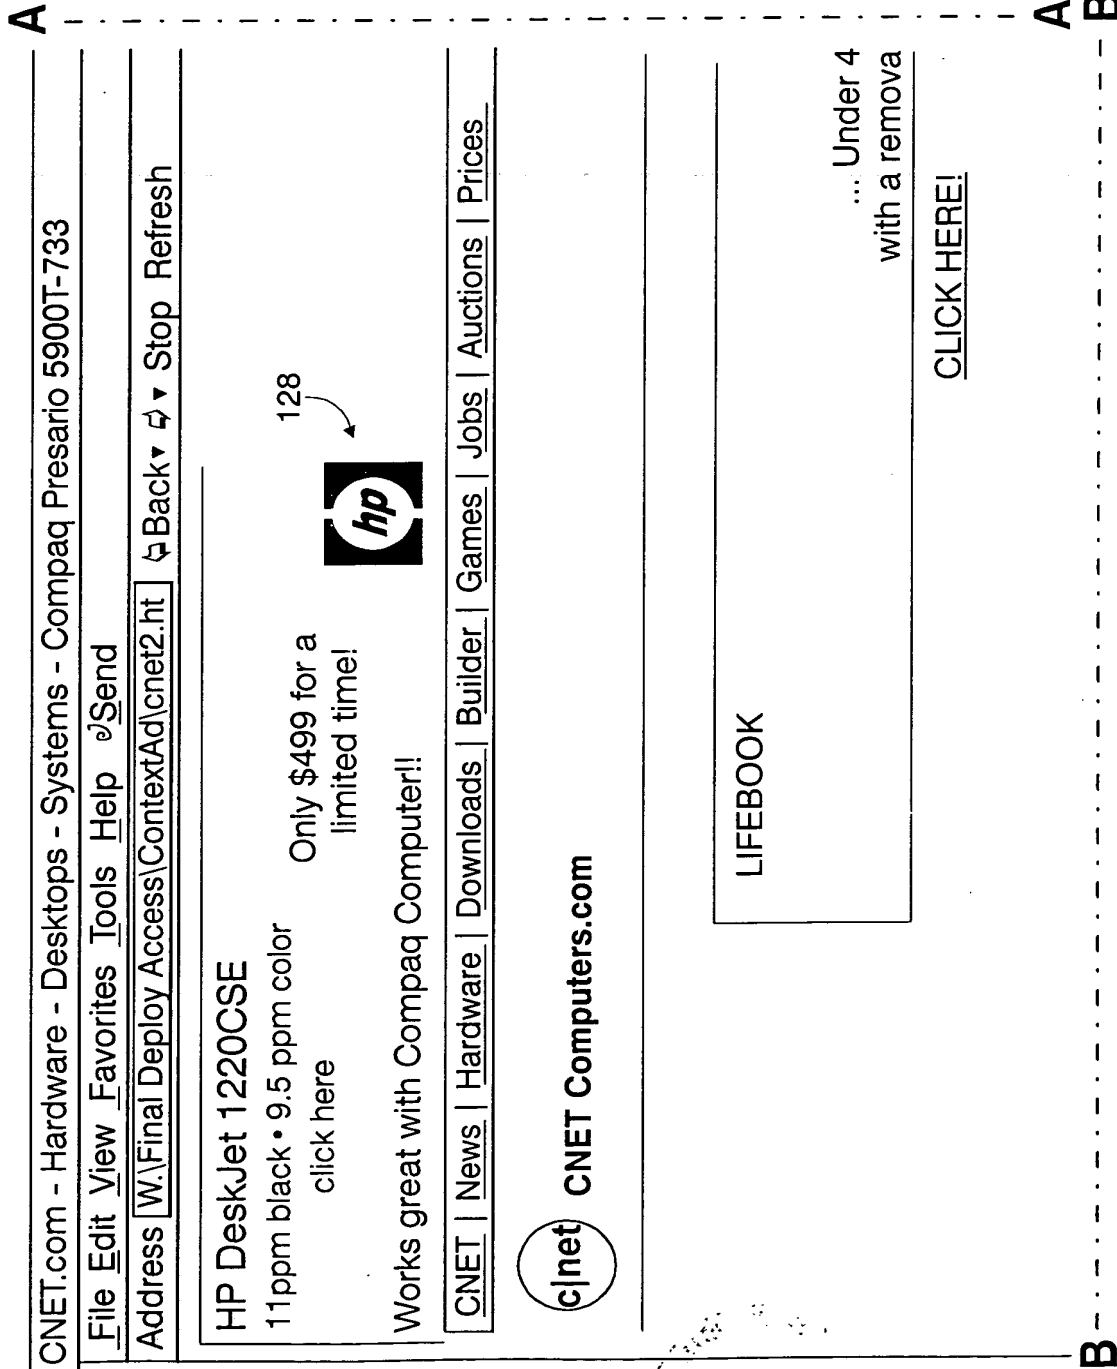 A
CNET.com - Hardware - Desktops - Systems - Compaq Presario 5900T-733
File Edit View Favorites Tools Help Send
Address W.\Final Deploy Access\ContextAd\cnet2.ht Back Stop Refresh
HP DeskJet 1220CSE
11ppm black • 9.5 ppm color
click here
Only $499 for a
limited time!
128
hp
Works great with Compaq Computer!!
CNET | News | Hardware | Downloads | Builder | Games | Jobs | Auctions | Prices
c|net CNET Computers.com
LIFEBOOK
... Under 4
with a remova
CLICK HERE!
A
B
B